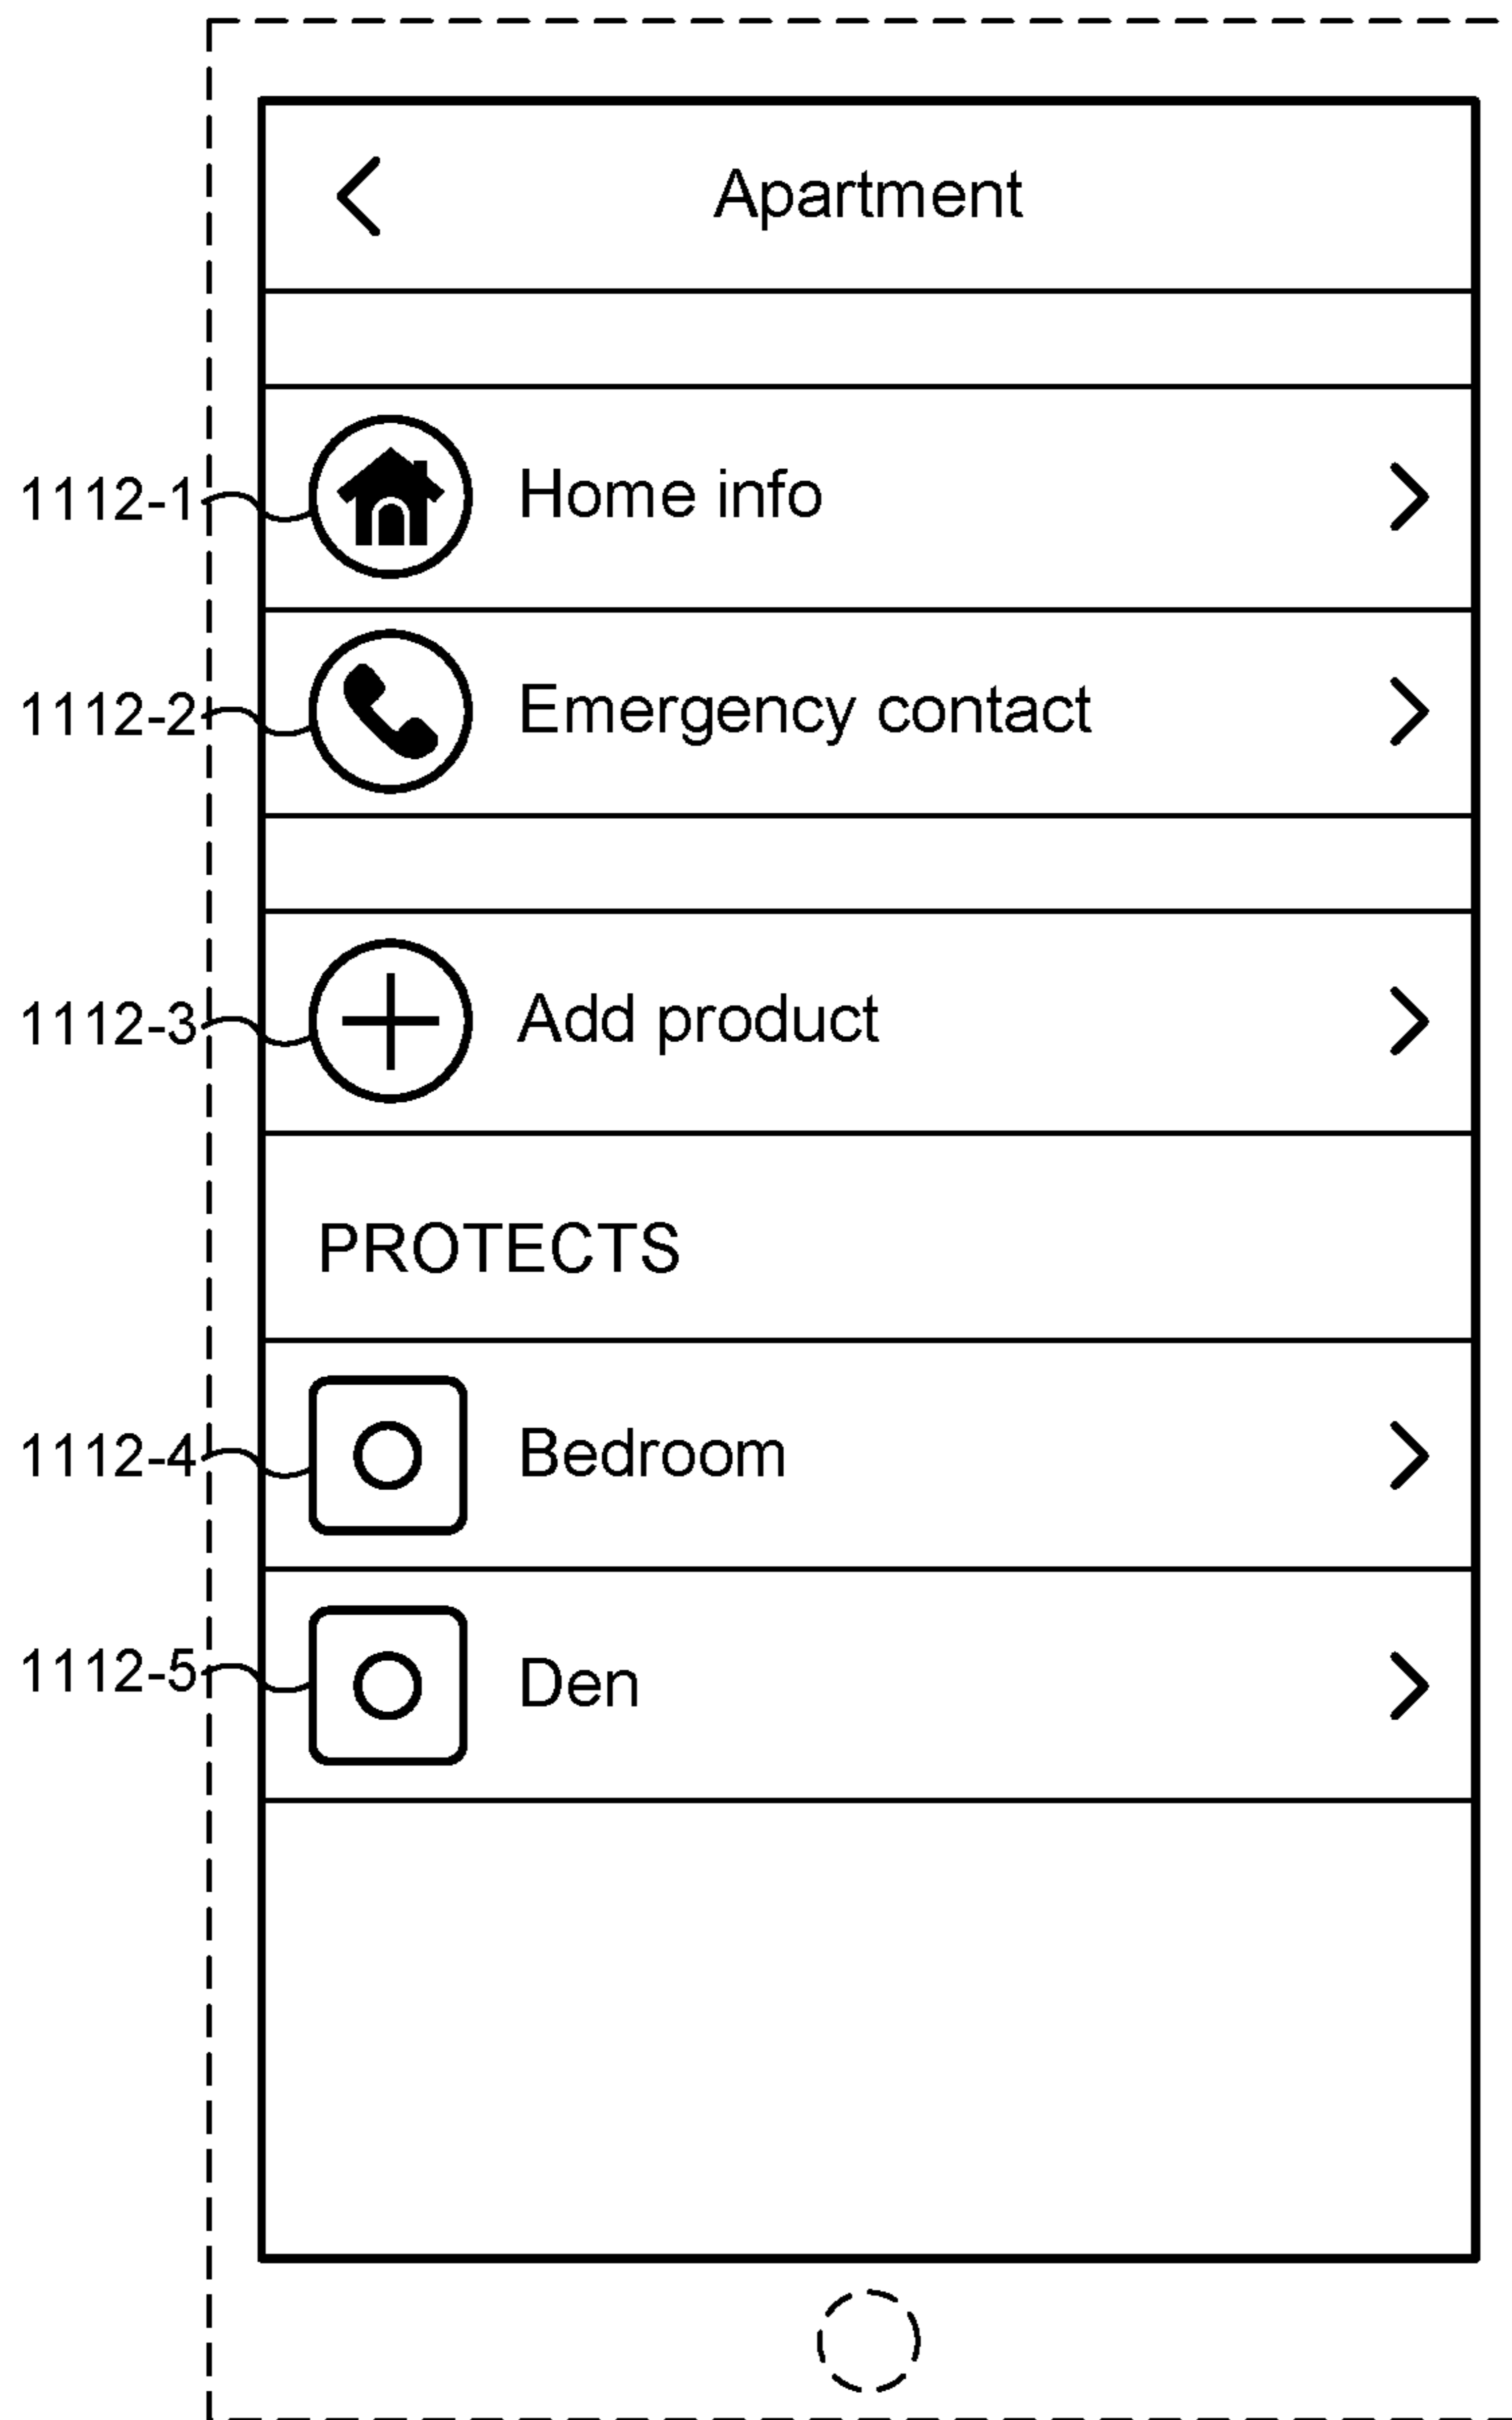 Apartment
1112-1 Home info
1112-2 Emergency contact
1112-3 Add product
PROTECTS
1112-4 Bedroom
1112-5 Den